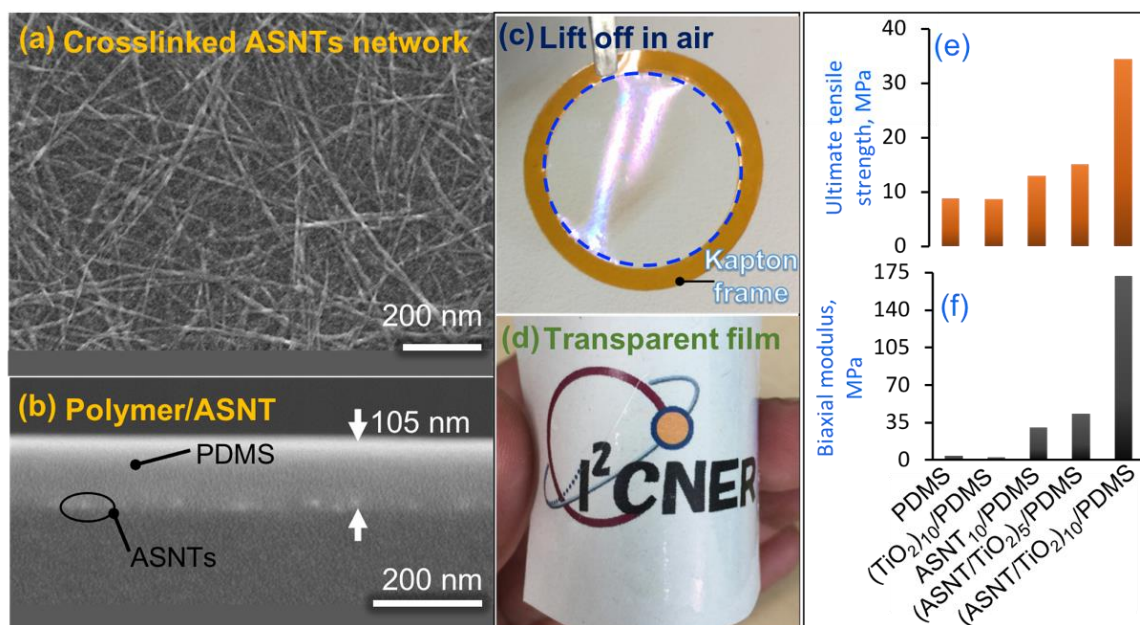 (a) Crosslinked ASNTs network
200 nm
(b) Polymer/ASNT
105 nm
PDMS
ASNTs
200 nm
(c) Lift off in air
Kapton
frame
(d) Transparent film
I²CNER
(e)
Ultimate tensile
strength, MPa
40
30
20
10
0
(f)
Biaxial modulus,
MPa
175
140
105
70
35
0
PDMS
(TiO₂)₁₀/PDMS
ASNT₁₀/PDMS
(ASNT/TiO₂)₅/PDMS
(ASNT/TiO₂)₁₀/PDMS